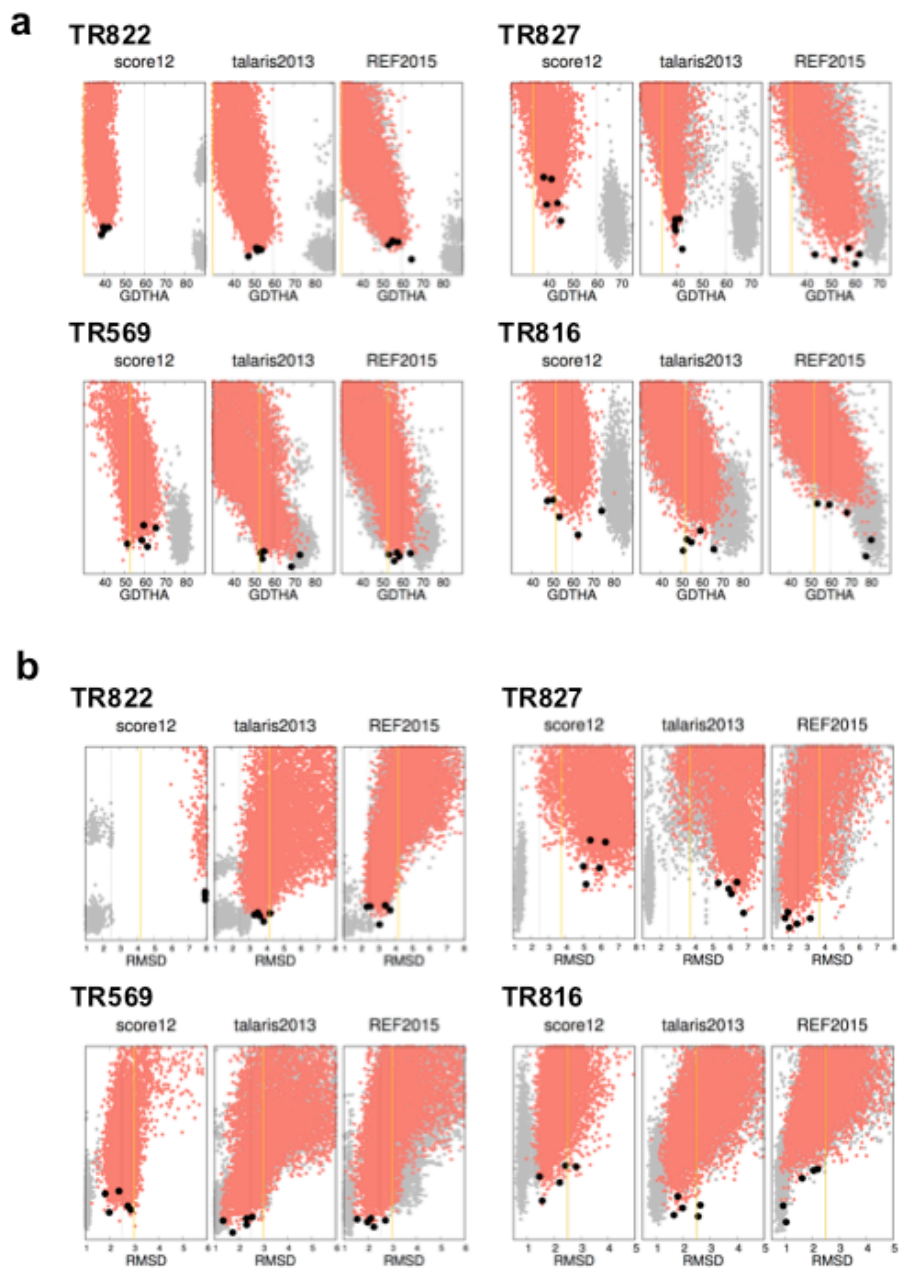 a
TR822 TR827
score12 talaris2013 REF2015 score12 talaris2013 REF2015
40 50 60 70 80 40 50 60 70 80 40 50 60 70 80 30 40 50 60 70 30 40 50 60 70 30 40 50 60 70
GDTHA GDTHA GDTHA GDTHA GDTHA GDTHA
TR569 TR816
score12 talaris2013 REF2015 score12 talaris2013 REF2015
40 50 60 70 80 40 50 60 70 80 40 50 60 70 80 40 50 60 70 80 40 50 60 70 80 40 50 60 70 80
GDTHA GDTHA GDTHA GDTHA GDTHA GDTHA
b
TR822 TR827
score12 talaris2013 REF2015 score12 talaris2013 REF2015
1 2 3 4 5 6 7 8 1 2 3 4 5 6 7 8 1 2 3 4 5 6 7 8 1 2 3 4 5 6 7 8 1 2 3 4 5 6 7 8 1 2 3 4 5 6 7 8
RMSD RMSD RMSD RMSD RMSD RMSD
TR569 TR816
score12 talaris2013 REF2015 score12 talaris2013 REF2015
1 2 3 4 5 6 1 2 3 4 5 6 1 2 3 4 5 6 1 2 3 4 5 1 2 3 4 5 1 2 3 4 5
RMSD RMSD RMSD RMSD RMSD RMSD